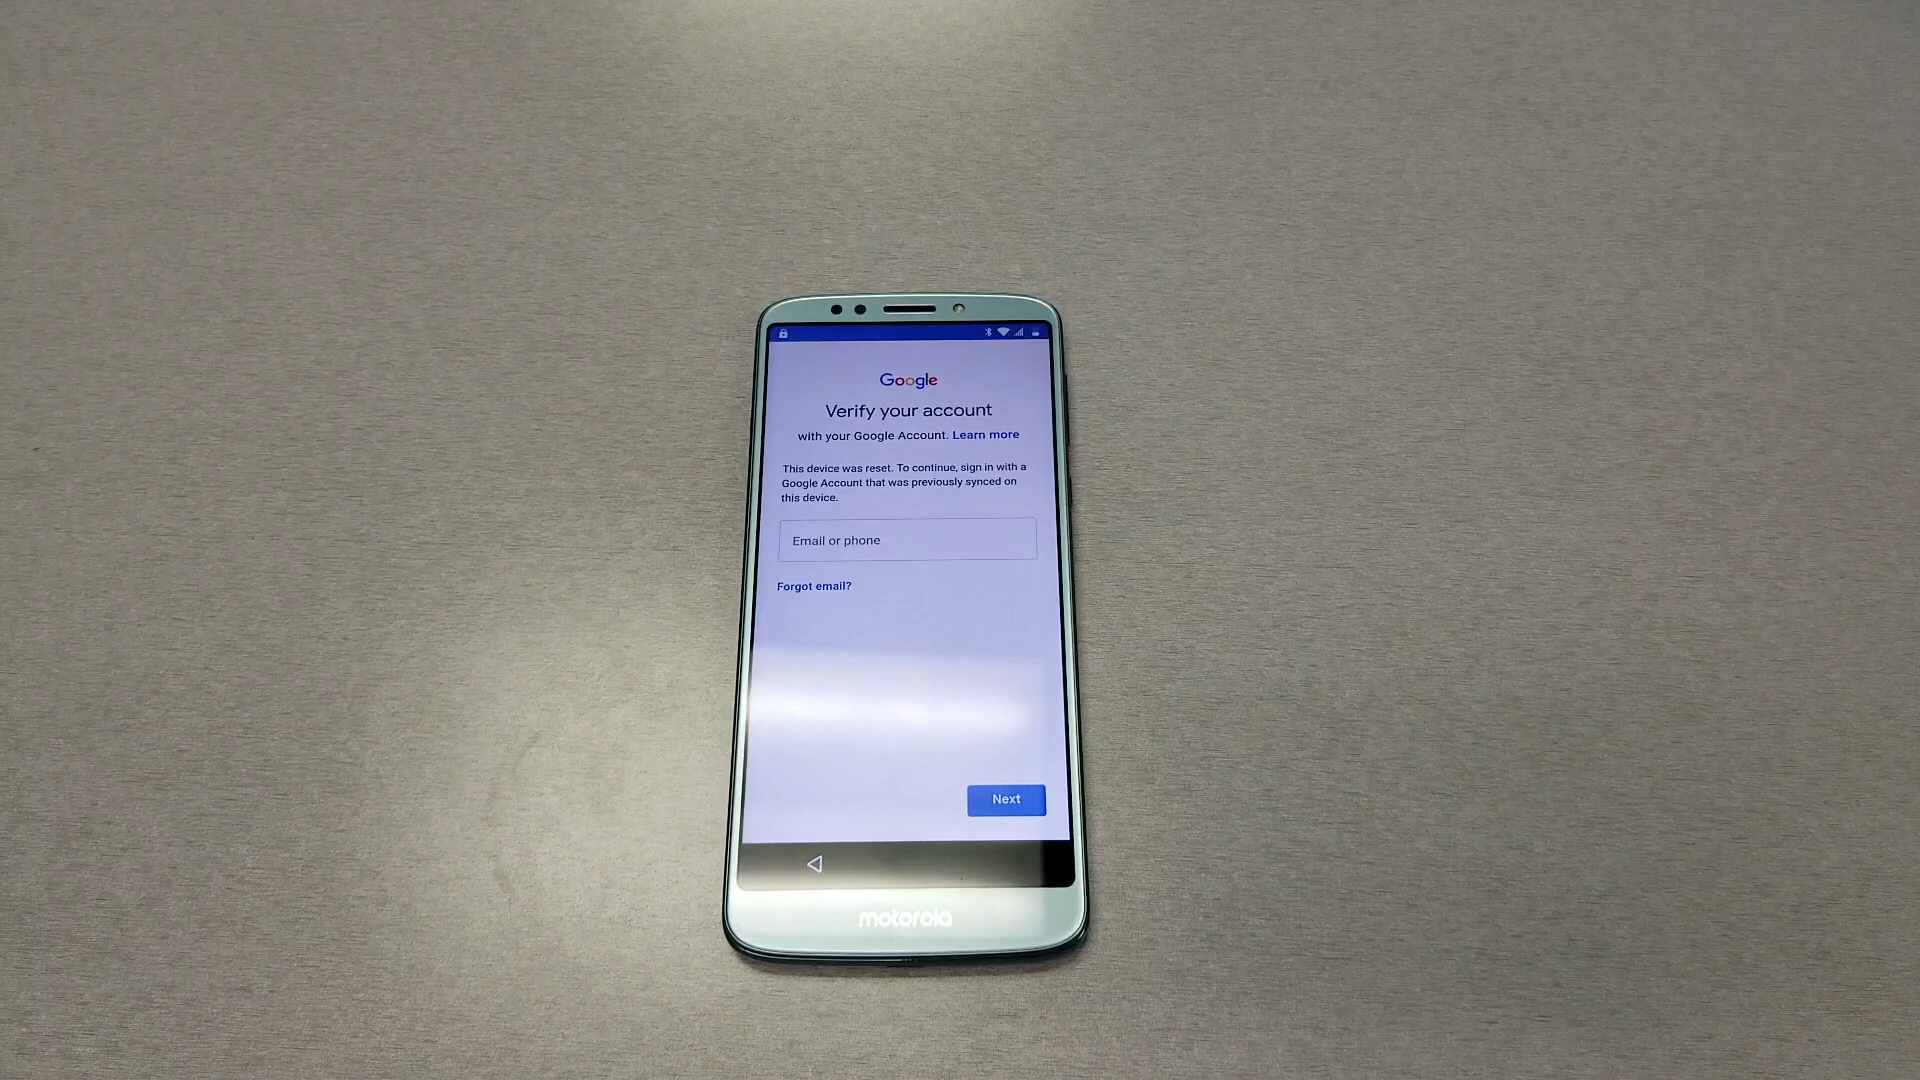 Google
Verify your account
with your Google Account. Learn more
This device was reset. To continue, sign in with a
Google Account that was previously synced on
this device.
Email or phone
Forgot email?
Next
motorola